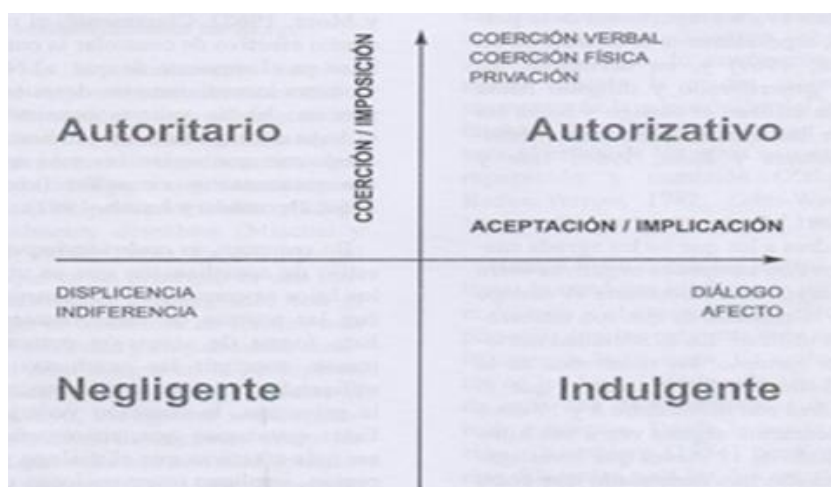 COERCIÓN / IMPOSICIÓN
COERCIÓN VERBAL
COERCIÓN FÍSICA
PRIVACIÓN
Autoritario
Autorizativo
ACEPTACIÓN / IMPLICACIÓN
DISPLICENCIA
INDIFERENCIA
DIÁLOGO
AFECTO
Negligente
Indulgente